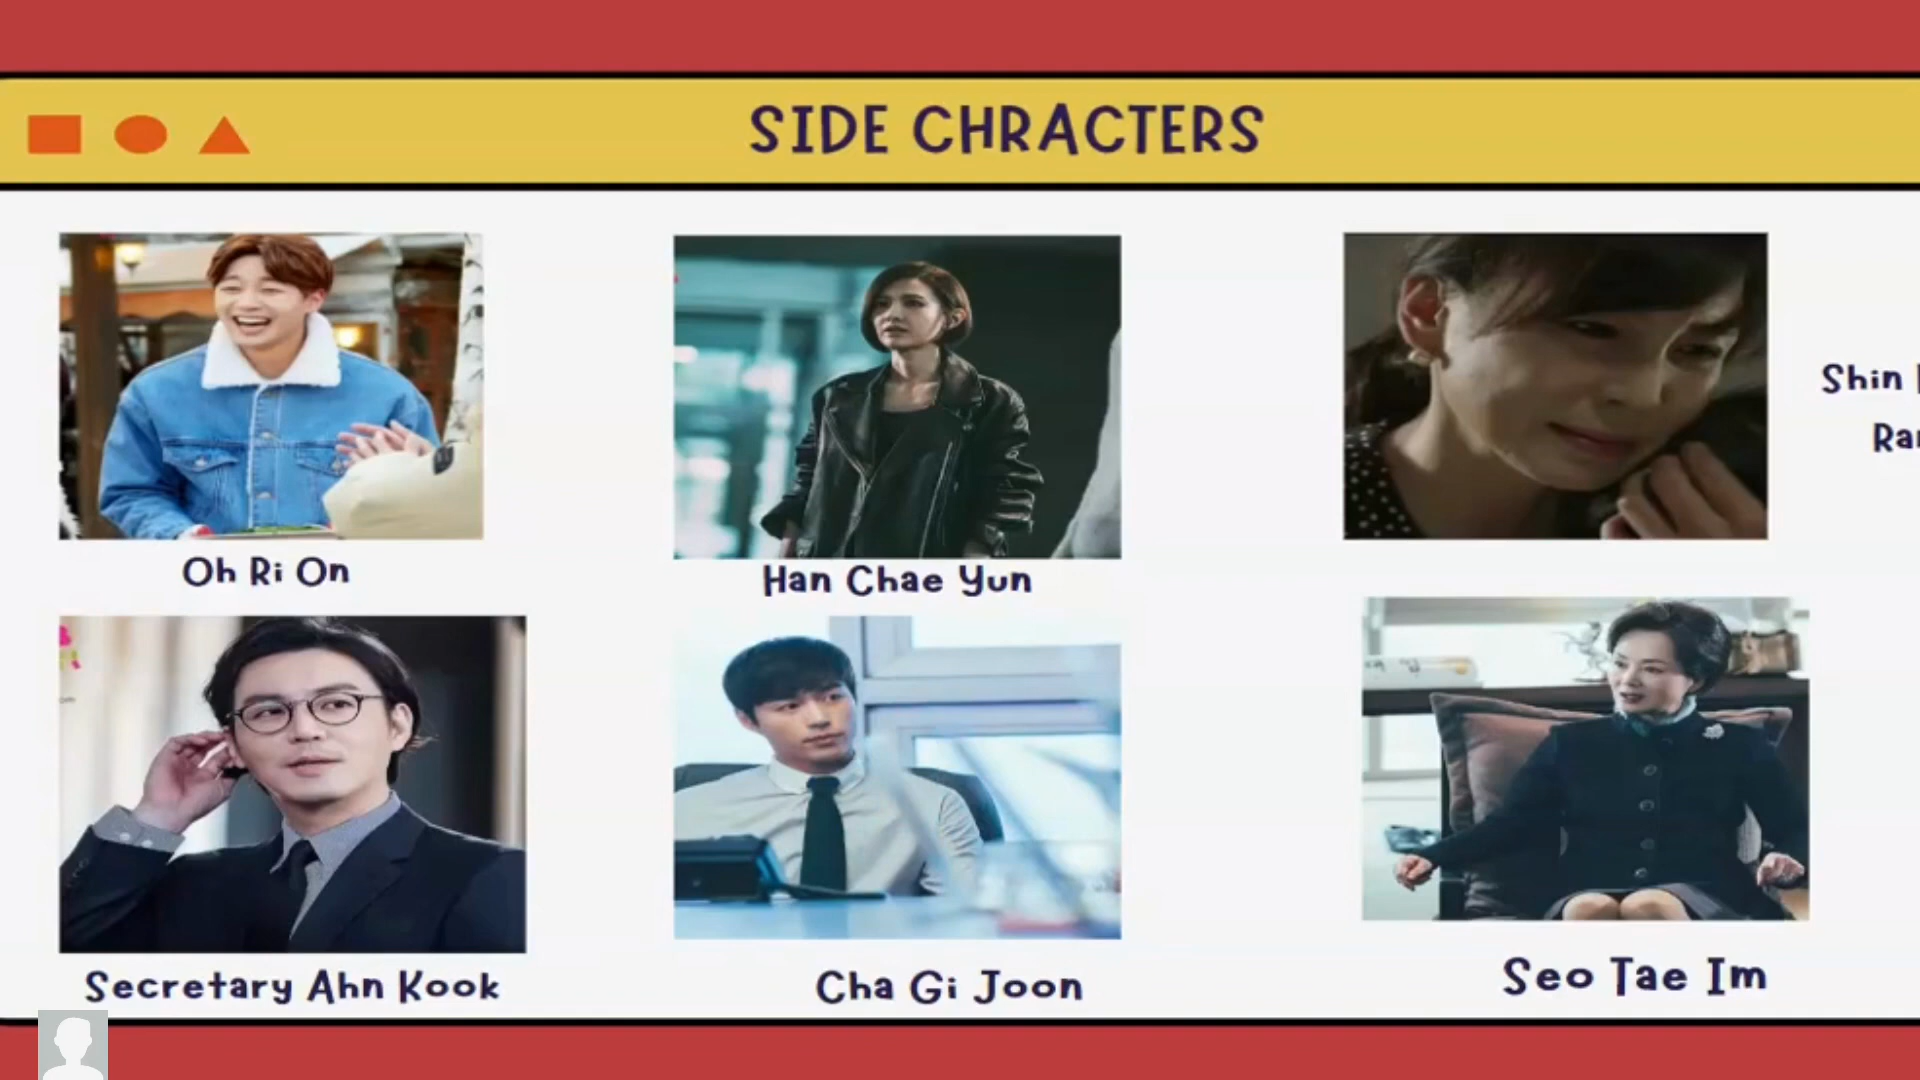 SIDE CHRACTERS
Shin
Oh Ri On
Han Chae Yun
Secretary Ahn Kook
Cha Gi Joon
Seo Tae Im